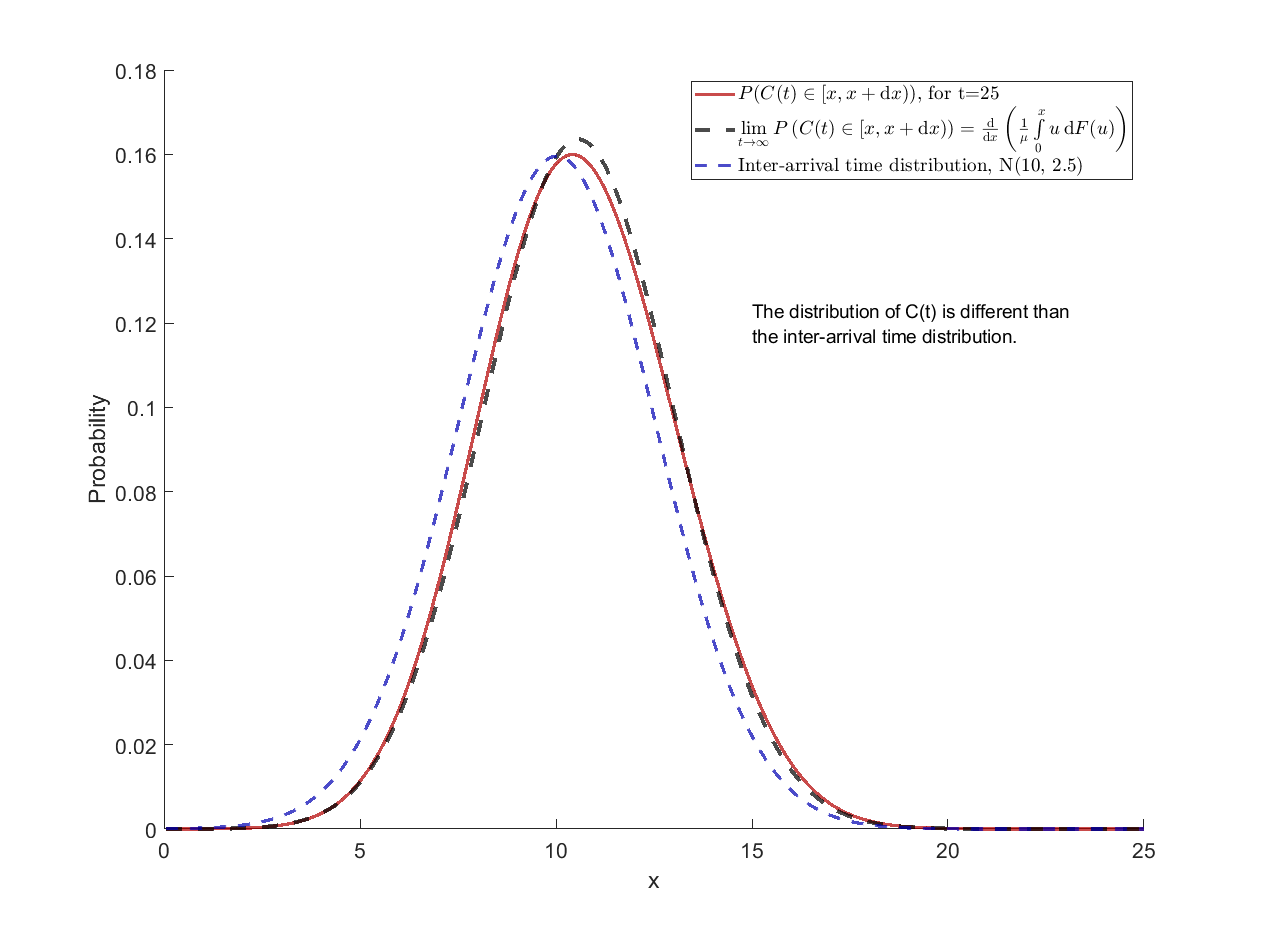 0.18
0.16
0.14
0.12
0.1
0.08
0.06
0.04
0.02
0
Probability
0 5 10 15 20 25
x
P(C(t) ∈ [x, x + dx)), for t=25
lim t→∞ P (C(t) ∈ [x, x + dx)) = d/dx (1/μ ∫₀ˣ u dF(u))
Inter-arrival time distribution, N(10, 2.5)
The distribution of C(t) is different than
the inter-arrival time distribution.